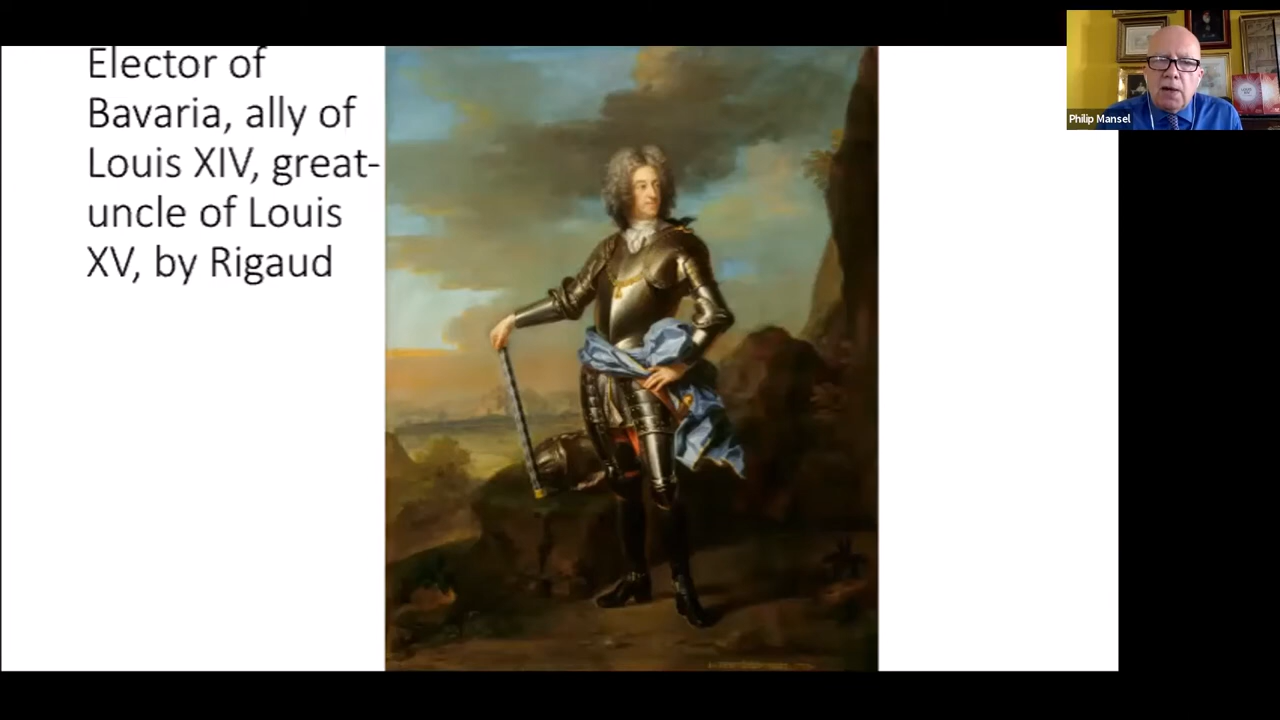 Elector of
Bavaria, ally of
Louis XIV, great-
uncle of Louis
XV, by Rigaud
Philip Mansel